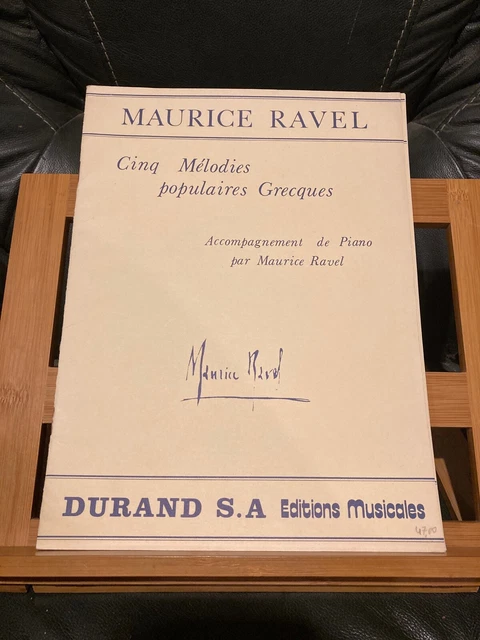 MAURICE RAVEL
Cinq Mélodies
populaires Grecques
Accompagnement de Piano
par Maurice Ravel
Maurice Ravel
DURAND S.A Editions Musicales